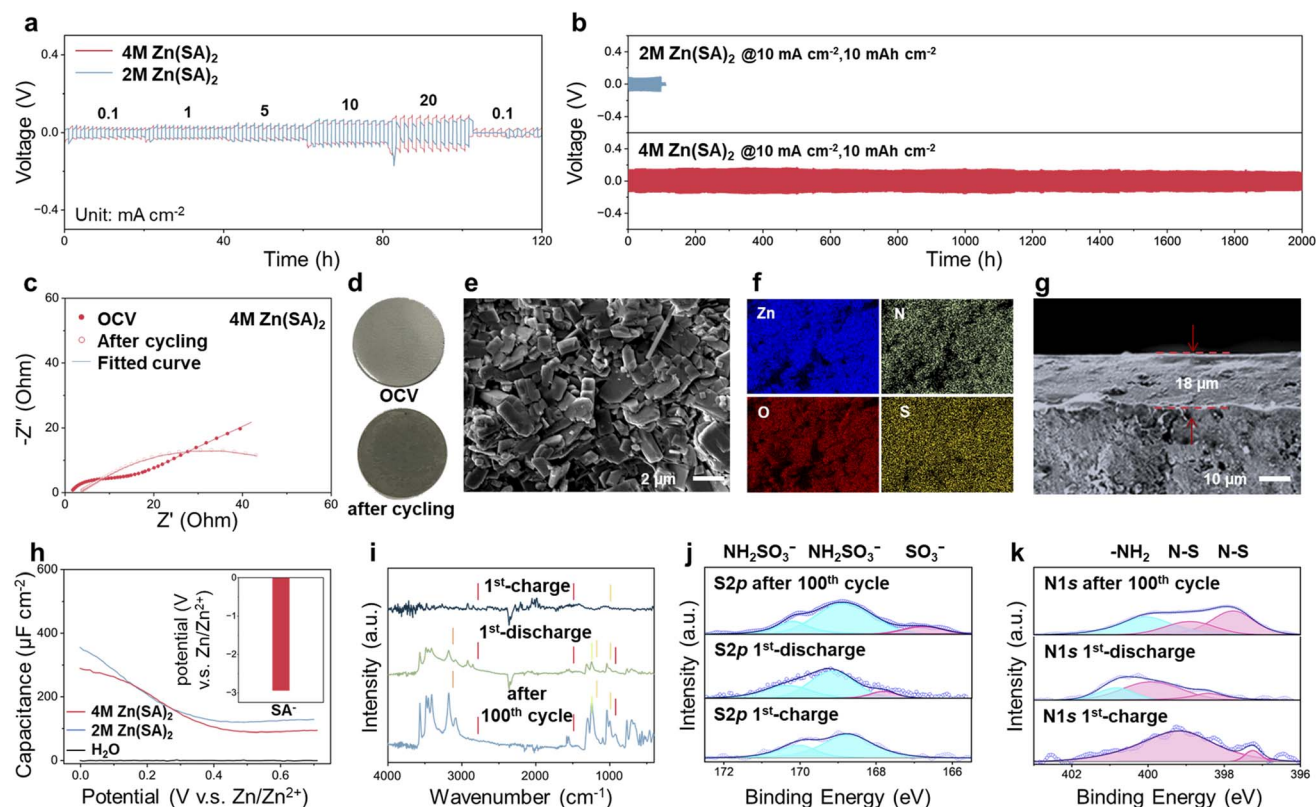 a
4M Zn(SA)₂
2M Zn(SA)₂
0.4
0.0
−0.4
0.1 1 5 10 20 0.1
Unit: mA cm⁻²
0 40 80 120
Voltage (V)
Time (h)
b
2M Zn(SA)₂ @10 mA cm⁻²,10 mAh cm⁻²
0.4
0.0
−0.4
4M Zn(SA)₂ @10 mA cm⁻²,10 mAh cm⁻²
0.4
0.0
−0.4
0 200 400 600 800 1000 1200 1400 1600 1800 2000
Voltage (V)
Time (h)
c
4M Zn(SA)₂
OCV
After cycling
Fitted curve
60
40
20
0
0 20 40 60
-Z'' (Ohm)
Z' (Ohm)
d
OCV
after cycling
e
2 µm
f
Zn
N
O
S
g
18 µm
10 µm
h
600
400
200
0
0.0 0.2 0.4 0.6
Capacitance (µF cm⁻²)
Potential (V v.s. Zn/Zn²⁺)
4M Zn(SA)₂
2M Zn(SA)₂
H₂O
potential (V
v.s. Zn/Zn²⁺)
0
−1
−2
−3
SA⁻
i
1ˢᵗ-charge
1ˢᵗ-discharge
after
100ᵗʰ cycle
4000 3000 2000 1000
Intensity (a.u.)
Wavenumber (cm⁻¹)
j
NH₂SO₃⁻ NH₂SO₃⁻ SO₃⁻
S2p after 100ᵗʰ cycle
S2p 1ˢᵗ-discharge
S2p 1ˢᵗ-charge
172 170 168 166
Intensity (a.u.)
Binding Energy (eV)
k
-NH₂ N-S N-S
N1s after 100ᵗʰ cycle
N1s 1ˢᵗ-discharge
N1s 1ˢᵗ-charge
402 400 398 396
Intensity (a.u.)
Binding Energy (eV)